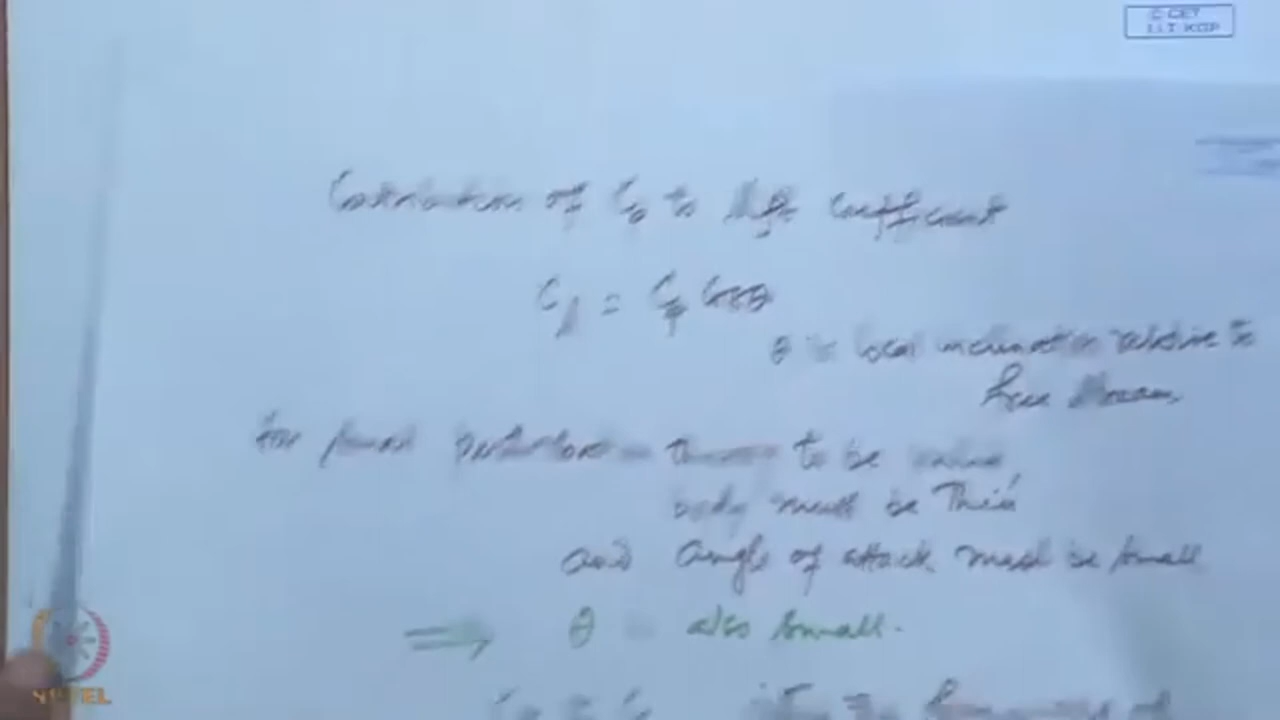 © CET
I.I.T. KGP
Contribution of Cp to lift coefficient
Cl = Cp Cosθ
θ is local inclination relative to
free stream
For small perturbation theory to be valid,
body must be Thin
and angle of attack must be small
⟹ θ is also small.
NPTEL